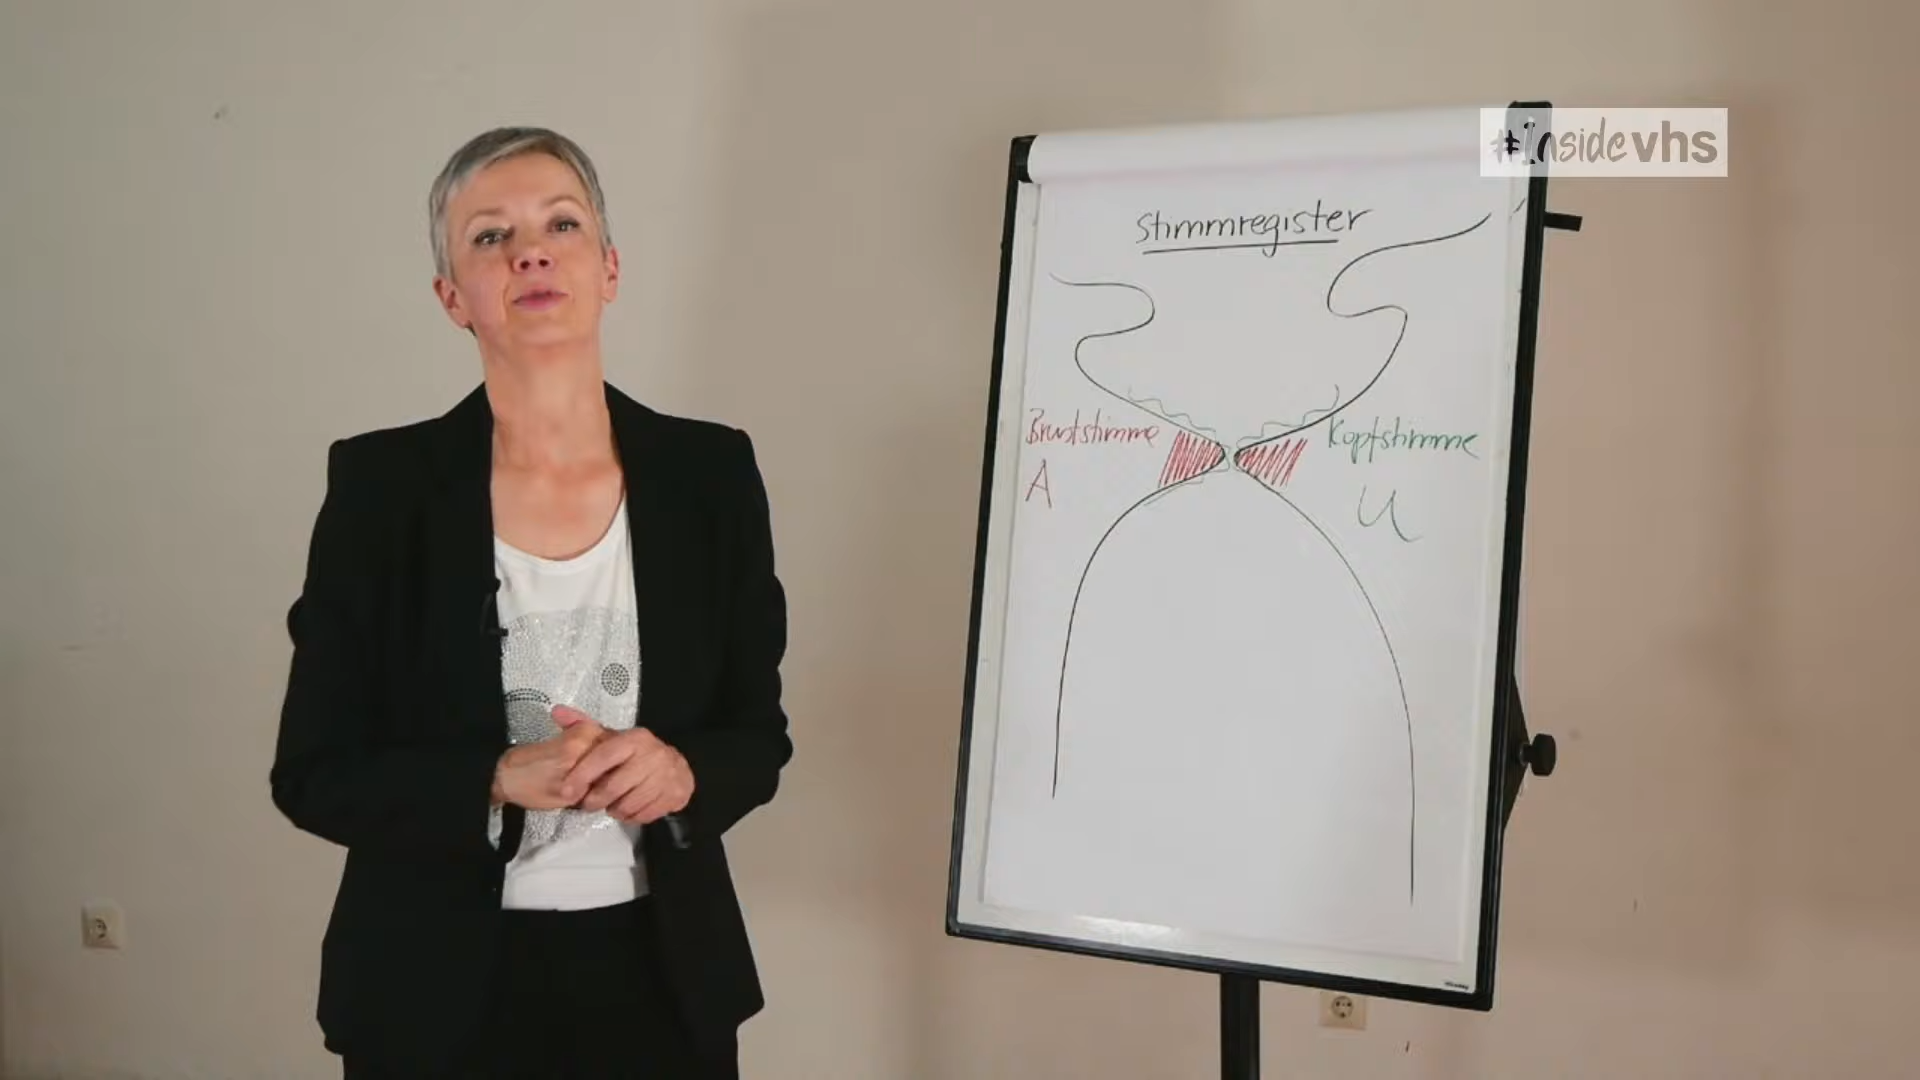 #Insidevhs
Stimmregister
Bruststimme
A
Kopfstimme
U